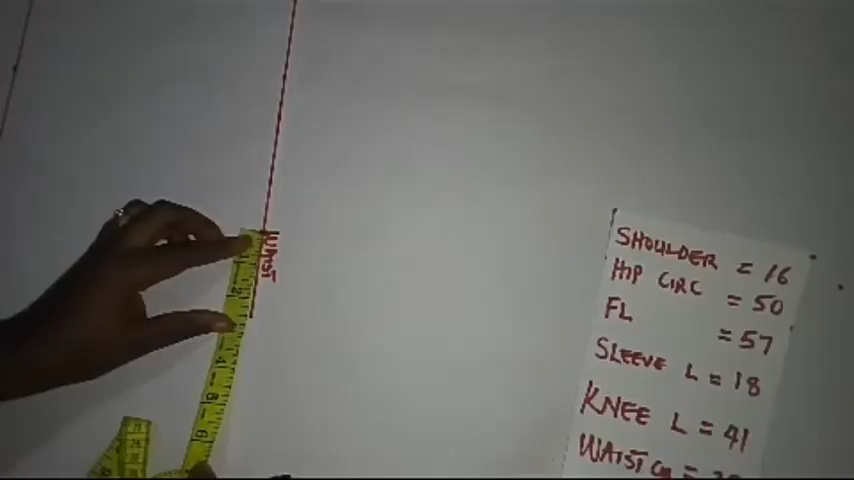 WAIST
SHOULDER = 16
HIP CIRC = 50
FL = 57
SLEEVE L = 18
KNEE L = 41